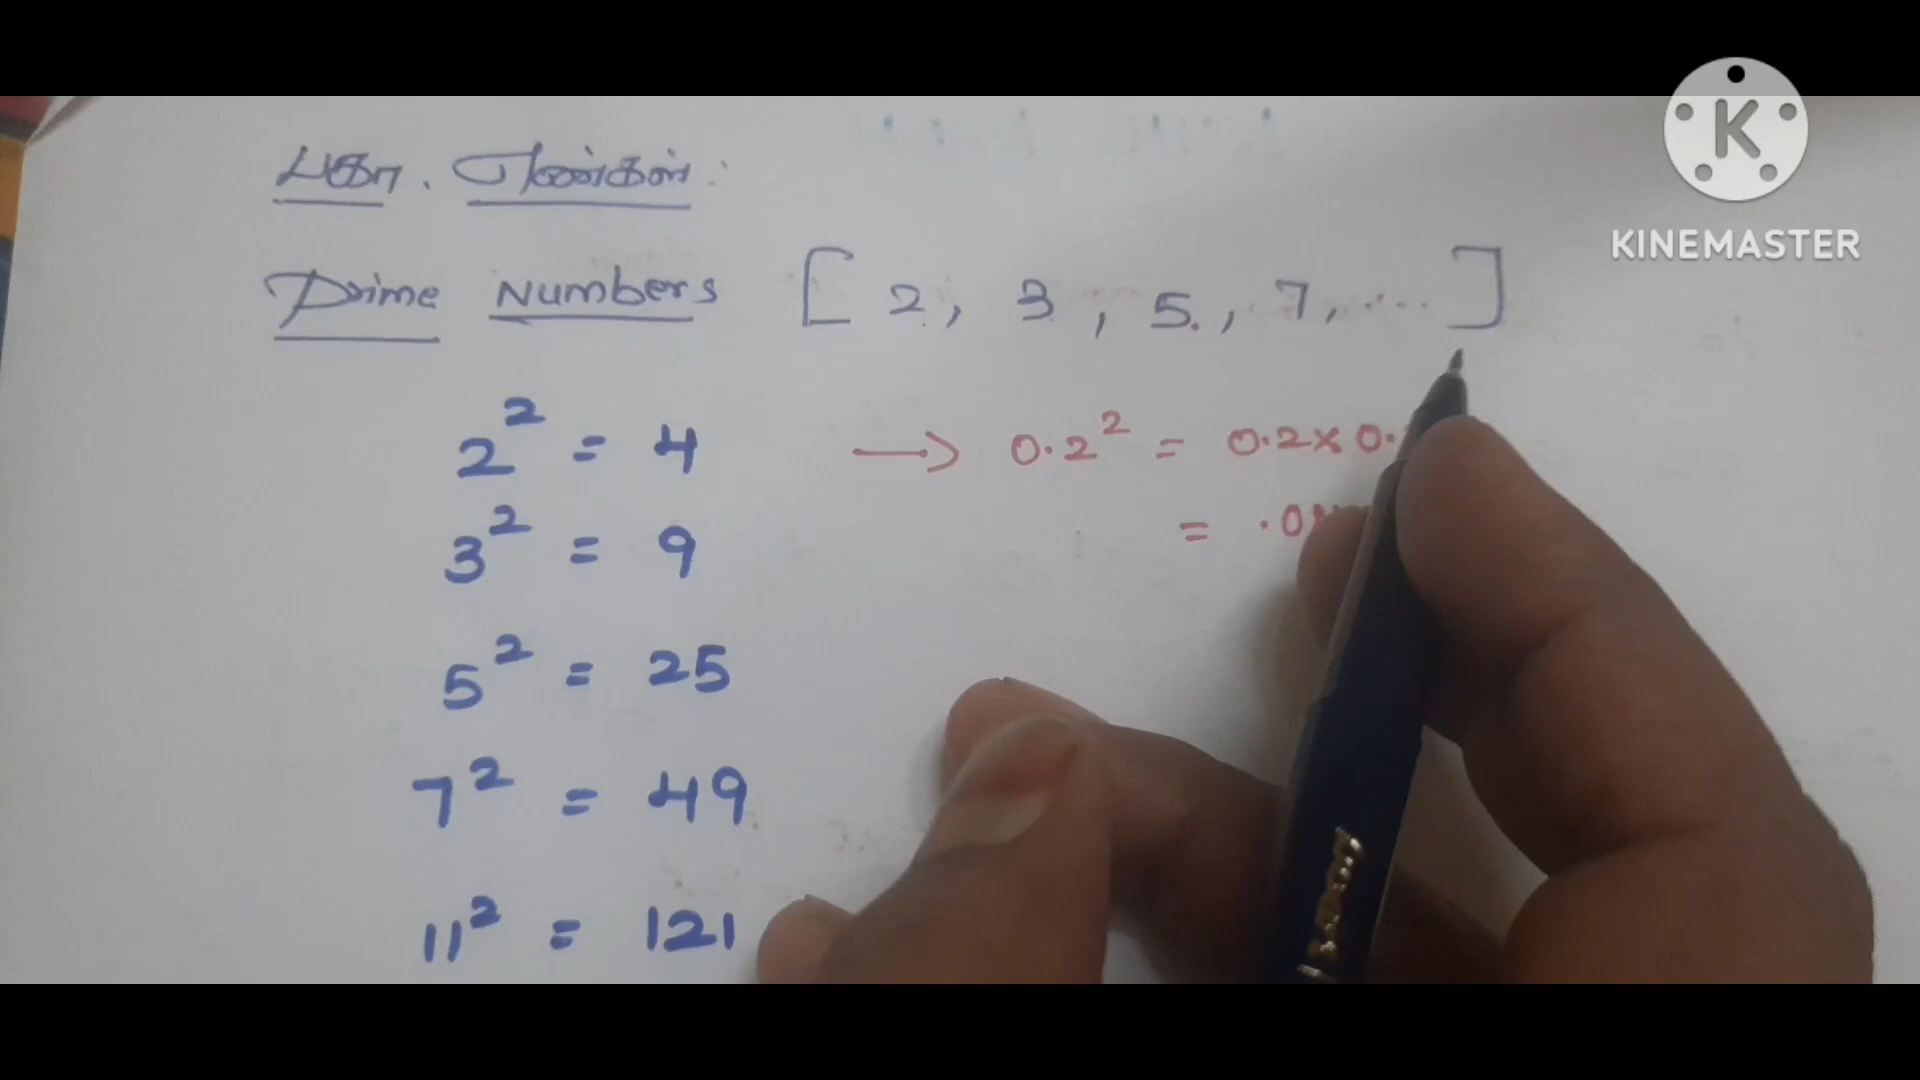 பகா எண்கள்:
Prime Numbers [2, 3, 5, 7, ....]
2² = 4 → 0.2² = 0.2 × 0.
= .04
3² = 9
5² = 25
7² = 49
11² = 121
K
KINEMASTER